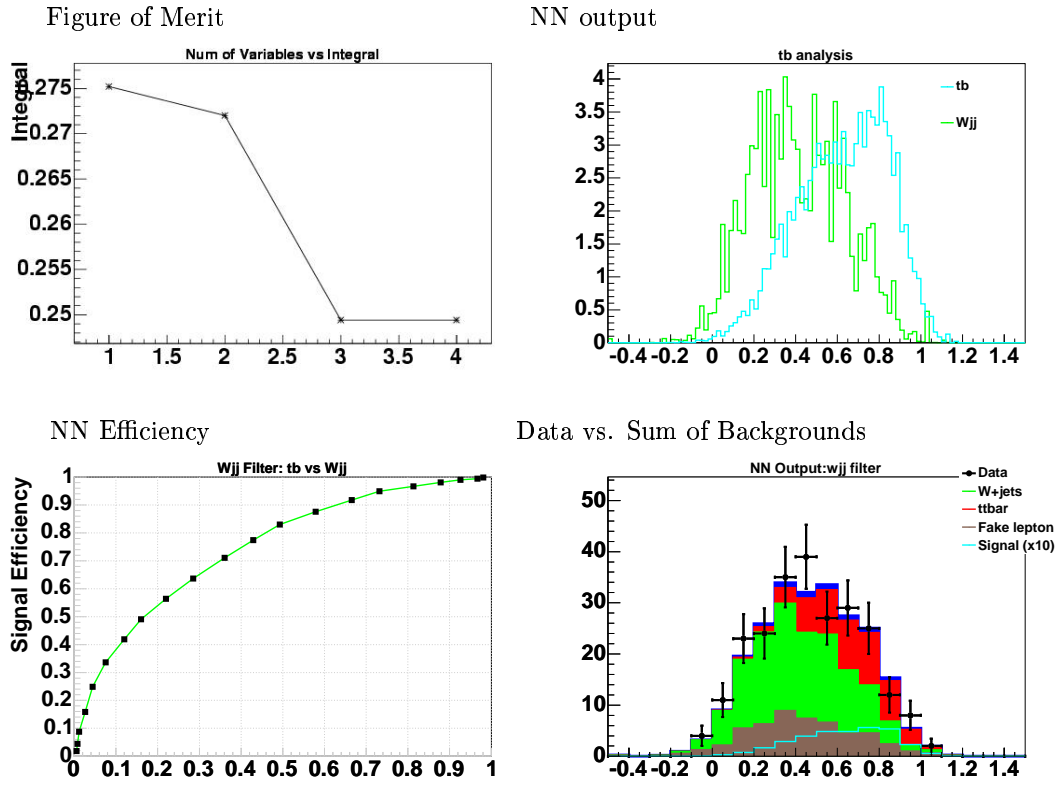 Figure of Merit
NN output
Num of Variables vs Integral
Integral
0.275
0.27
0.265
0.26
0.255
0.25
1 1.5 2 2.5 3 3.5 4
tb analysis
tb
Wjj
4
3.5
3
2.5
2
1.5
1
0.5
0
-0.4 -0.2 0 0.2 0.4 0.6 0.8 1 1.2 1.4
NN Efficiency
Data vs. Sum of Backgrounds
Wjj Filter: tb vs Wjj
Signal Efficiency
1
0.9
0.8
0.7
0.6
0.5
0.4
0.3
0.2
0.1
0
0 0.1 0.2 0.3 0.4 0.5 0.6 0.7 0.8 0.9 1
NN Output:wjj filter
Data
W+jets
ttbar
Fake lepton
Signal (x10)
50
40
30
20
10
0
-0.4 -0.2 0 0.2 0.4 0.6 0.8 1 1.2 1.4